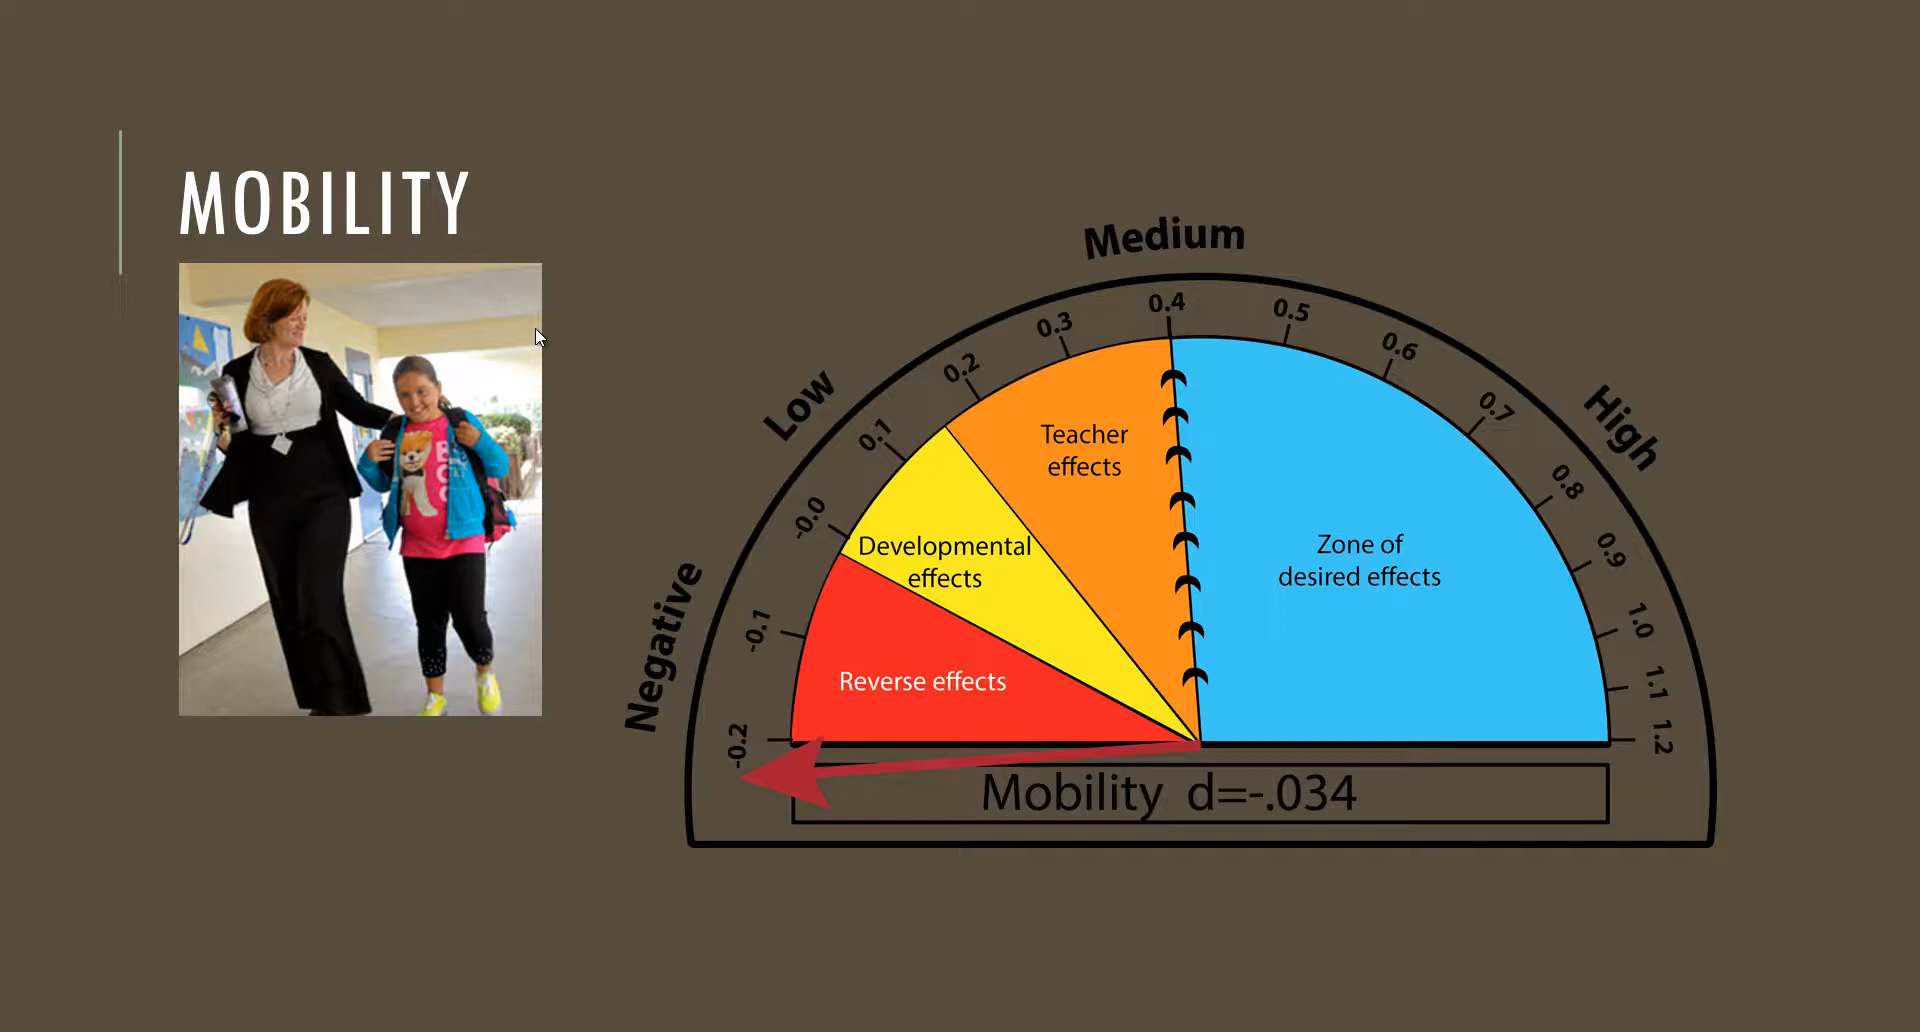 MOBILITY
Medium
Low
High
Negative
-0.2
-0.1
-0.0
0.1
0.2
0.3
0.4
0.5
0.6
0.7
0.8
0.9
1.0
1.1
1.2
Teacher
effects
Developmental
effects
Reverse effects
Zone of
desired effects
Mobility d=-.034